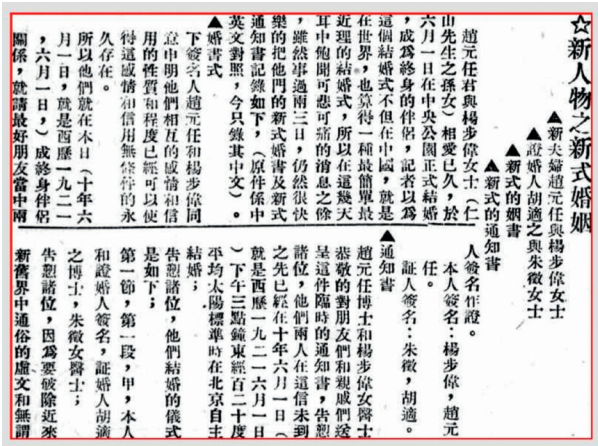 ☆新人物之新式婚姻
▲新夫婦趙元任與楊步偉女士
▲證婚人胡適之與朱徵女士
▲新式的婚書
▲新式的通知書
趙元任君與楊步偉女士（仁
山先生之孫女）相愛已久，於
六月一日在中央公園正式結婚
，成爲終身的伴侶，記者以爲
這個結婚式不但在中國，就是
在世界，也算得一種最簡單最
近理的結婚式，所以在這幾天
耳中飽聞可悲可痛的消息之餘
，雖然事過兩三日，仍然很快
樂的把他們的新式婚書及新式
通知書記錄如下，（原件係中
英文對照，今只錄其中文）。
▲婚書式
下簽名人趙元任和楊步偉同
意申明他們相互的感情和信
用的性質和程度已經可以使
得這感情和信用無條件的永
久存在。
所以他們就在本日（十年六
月一日，就是西歷一九二一
，六月一日，）成終身伴侶
關係，就請最好朋友當中兩
人簽名作證。
本人簽名：楊步偉，趙元
任。
証人簽名：朱徵，胡適。
▲通知書
趙元任博士和楊步偉女醫士
恭敬的對朋友們和親戚們送
呈這件臨時的通知書，告恕
諸位，他們兩人在這信未到
之先已經在十年六月一日（
就是西歷一九二一六月一日
）下午三點鐘東經百二十度
平均太陽標準時在北京自主
結婚；
告恕諸位，他們結婚的儀式
是如下；
第一節，第一段，甲，本人
和證婚人簽名，証婚人胡適
之博士，朱徵女醫士；
告恕諸位，因爲要破除近來
新舊界中通俗的虛文和無謂